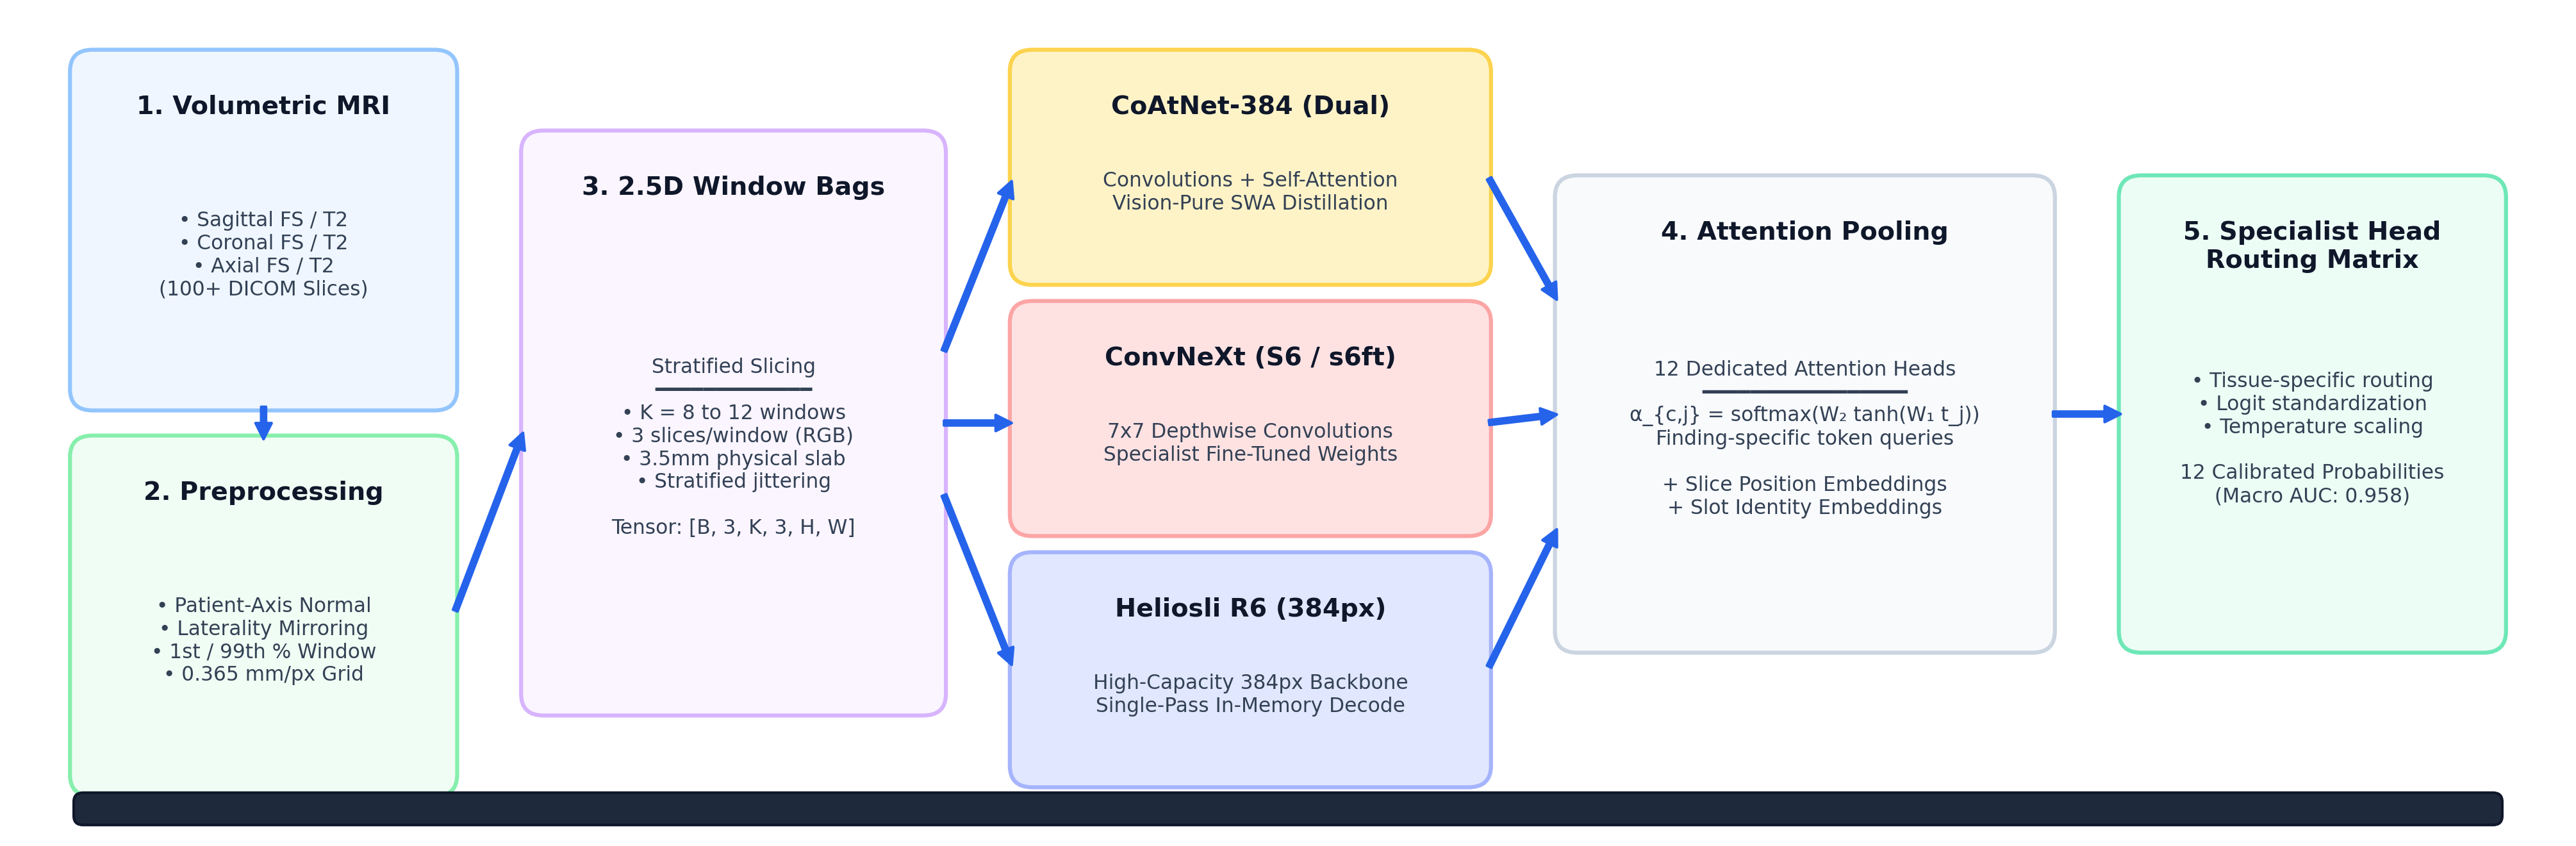 1. Volumetric MRI
• Sagittal FS / T2
• Coronal FS / T2
• Axial FS / T2
(100+ DICOM Slices)
2. Preprocessing
• Patient-Axis Normal
• Laterality Mirroring
• 1st / 99th % Window
• 0.365 mm/px Grid
3. 2.5D Window Bags
Stratified Slicing
• K = 8 to 12 windows
• 3 slices/window (RGB)
• 3.5mm physical slab
• Stratified jittering
Tensor: [B, 3, K, 3, H, W]
CoAtNet-384 (Dual)
Convolutions + Self-Attention
Vision-Pure SWA Distillation
ConvNeXt (S6 / s6ft)
7x7 Depthwise Convolutions
Specialist Fine-Tuned Weights
Heliosli R6 (384px)
High-Capacity 384px Backbone
Single-Pass In-Memory Decode
4. Attention Pooling
12 Dedicated Attention Heads
α_{c,j} = softmax(W₂ tanh(W₁ t_j))
Finding-specific token queries
+ Slice Position Embeddings
+ Slot Identity Embeddings
5. Specialist Head
Routing Matrix
• Tissue-specific routing
• Logit standardization
• Temperature scaling
12 Calibrated Probabilities
(Macro AUC: 0.958)